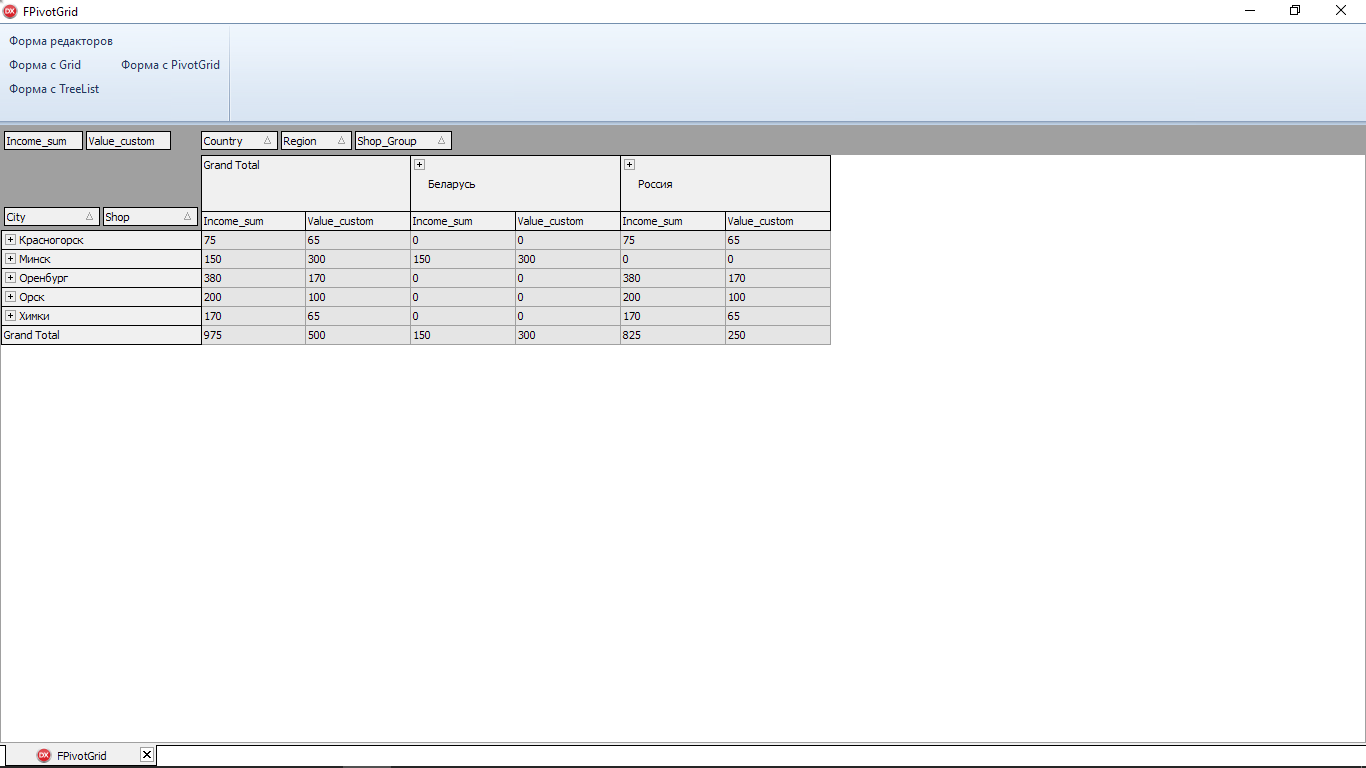 FPivotGrid
Форма редакторов
Форма с Grid Форма с PivotGrid
Форма с TreeList
Income_sum Value_custom Country Region Shop_Group
Grand Total
Беларусь Россия
City Shop Income_sum Value_custom Income_sum Value_custom Income_sum Value_custom
Красногорск 75 65 0 0 75 65
Минск 150 300 150 300 0 0
Оренбург 380 170 0 0 380 170
Орск 200 100 0 0 200 100
Химки 170 65 0 0 170 65
Grand Total 975 500 150 300 825 250
FPivotGrid